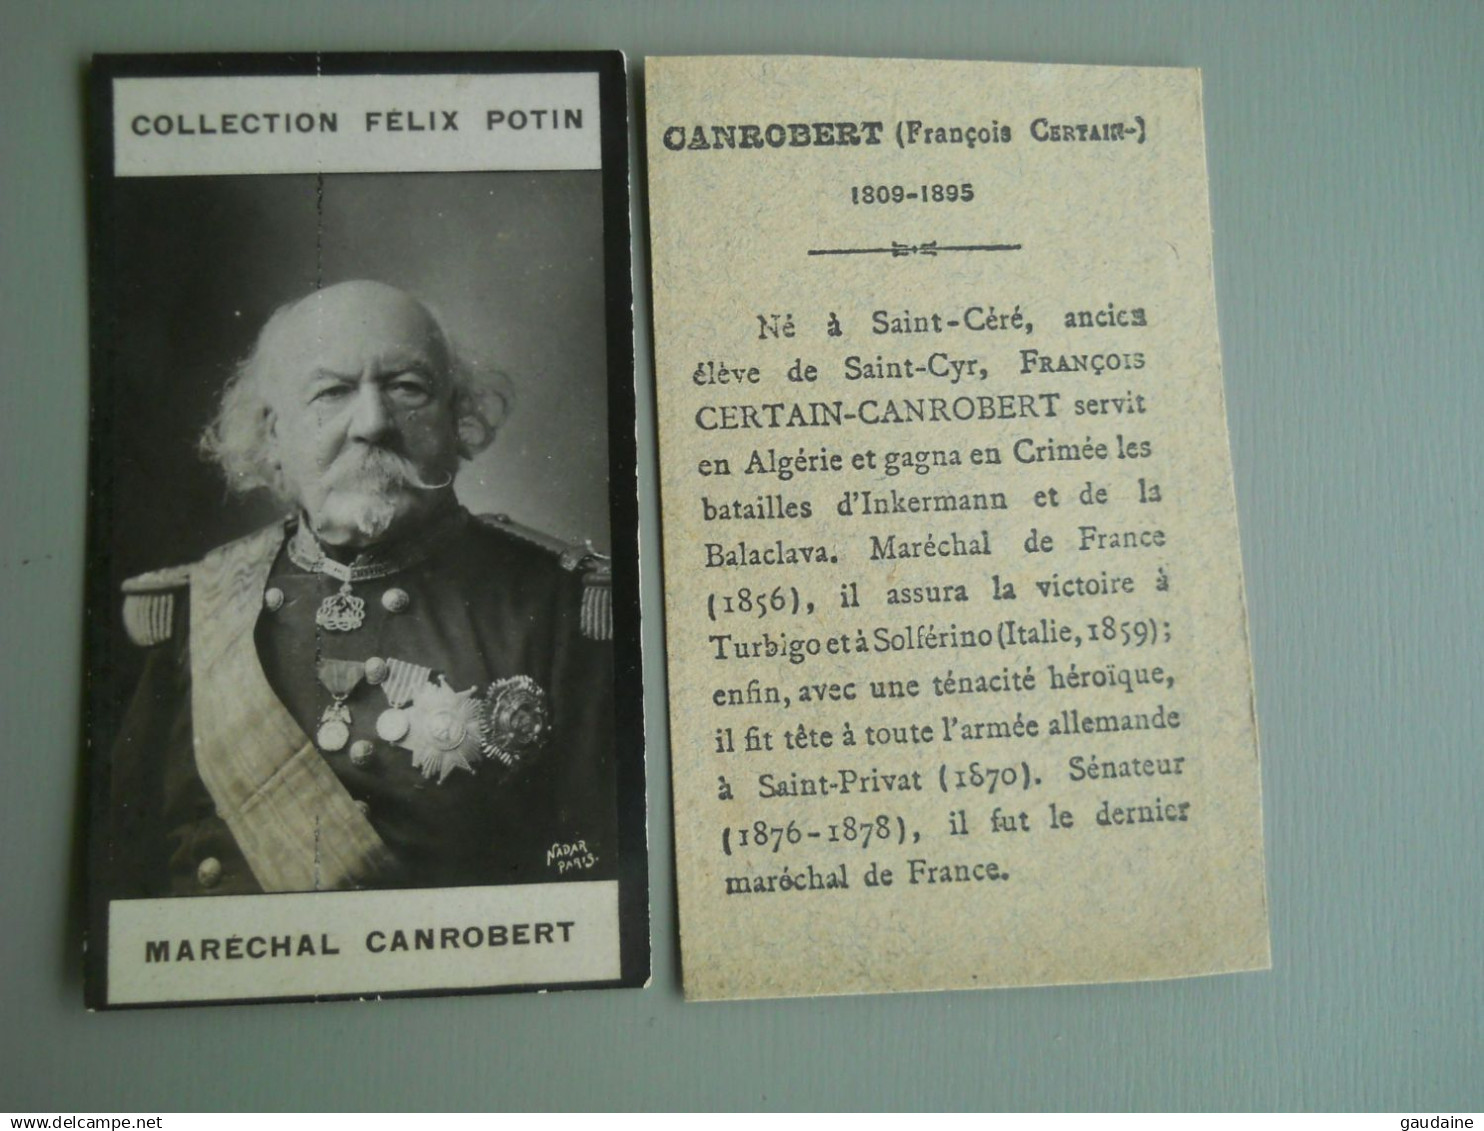 COLLECTION FÉLIX POTIN
NADAR
PARIS.
MARÉCHAL CANROBERT
CANROBERT (François CERTAIN-)
1809-1895
Né à Saint-Céré, ancien
élève de Saint-Cyr, FRANÇOIS
CERTAIN-CANROBERT servit
en Algérie et gagna en Crimée les
batailles d'Inkermann et de la
Balaclava. Maréchal de France
(1856), il assura la victoire à
Turbigo et à Solférino (Italie, 1859);
enfin, avec une ténacité héroïque,
il fit tête à toute l'armée allemande
à Saint-Privat (1870). Sénateur
(1876-1878), il fut le dernier
maréchal de France.
www.delcampe.net
gaudaine